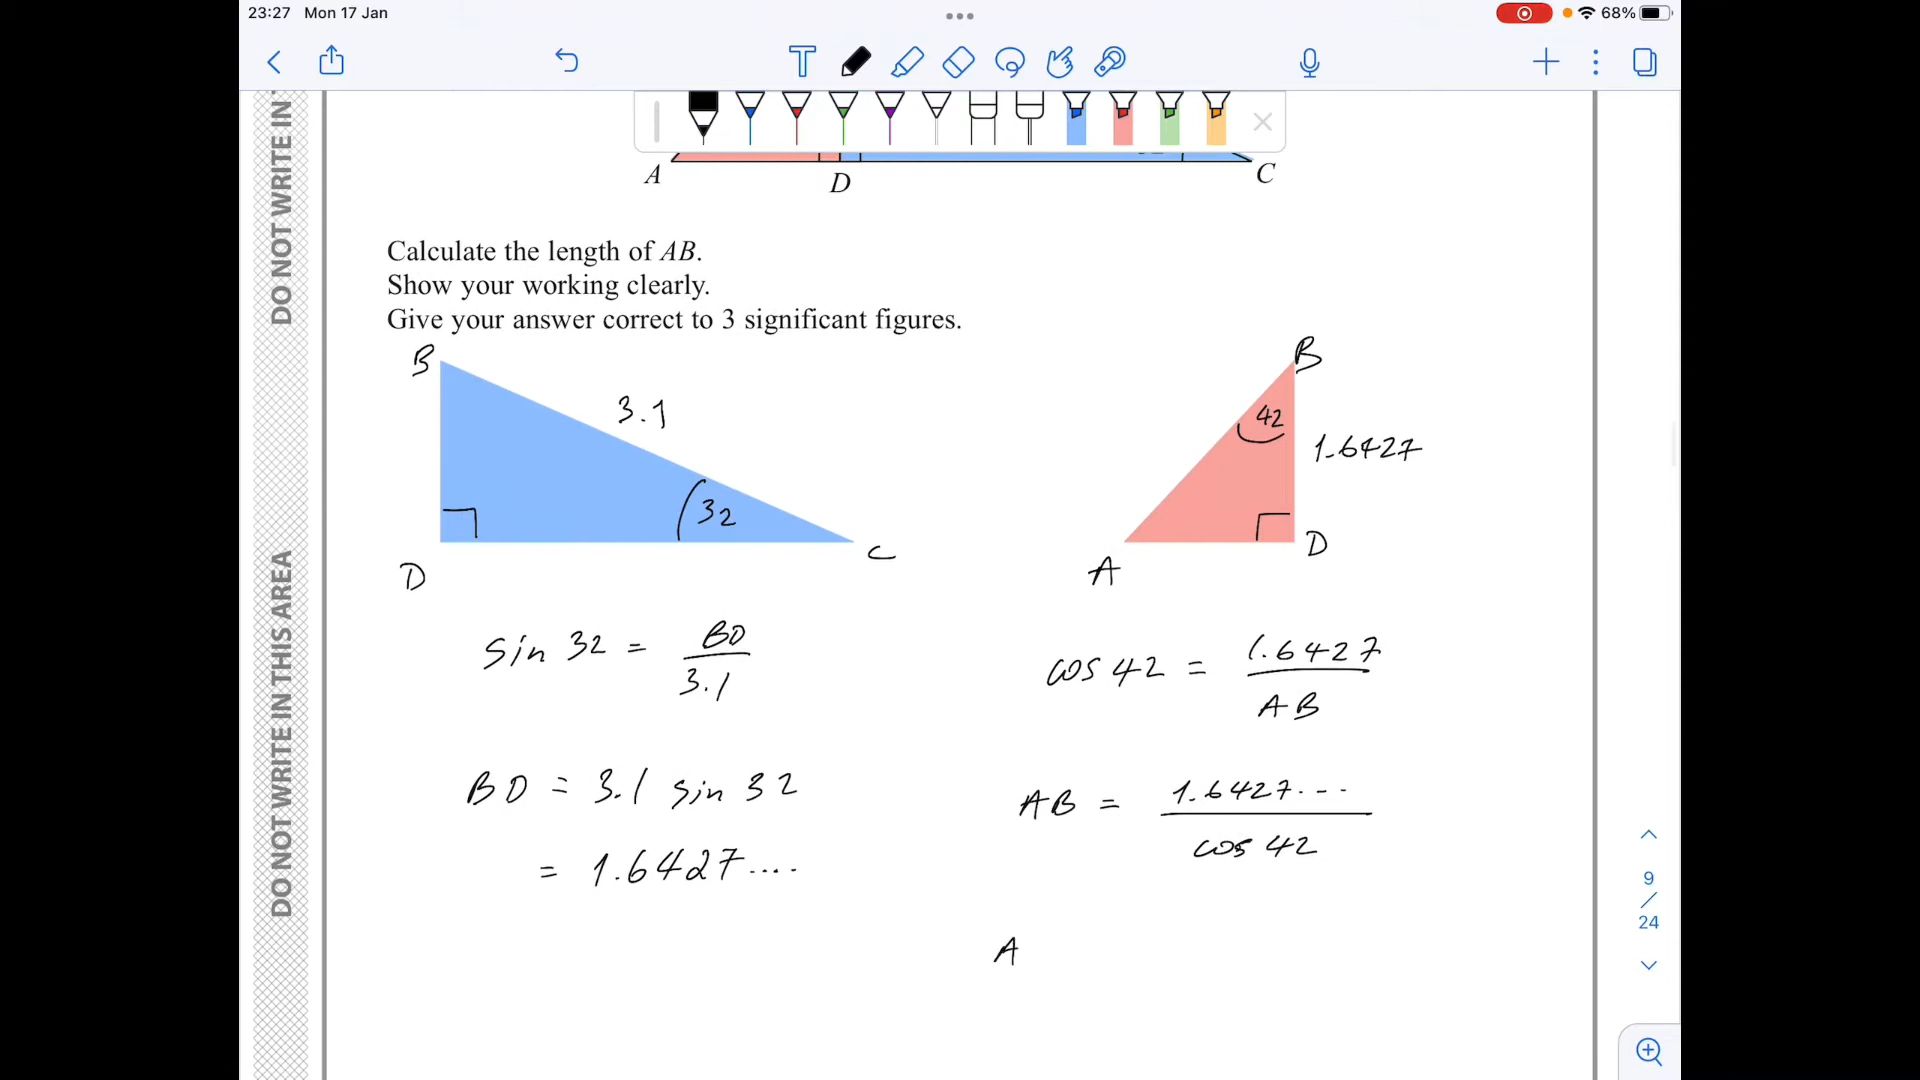 23:27 Mon 17 Jan
68%
T
A
D
C
DO NOT WRITE IN
DO NOT WRITE IN THIS AREA
Calculate the length of AB.
Show your working clearly.
Give your answer correct to 3 significant figures.
B
3.1
32
D
C
B
42
1.6427
A
D
sin 32 = BD
3.1
BD = 3.1 sin 32
= 1.6427....
cos 42 = 1.6427
AB
AB = 1.6427...
cos 42
A
9
/
24